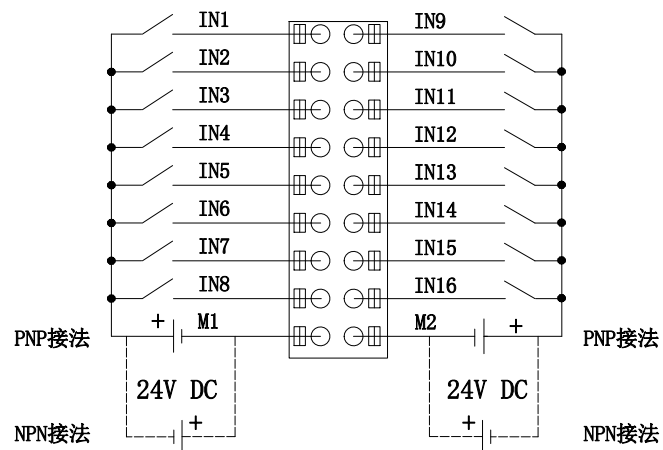 IN1 IN9
IN2 IN10
IN3 IN11
IN4 IN12
IN5 IN13
IN6 IN14
IN7 IN15
IN8 IN16
PNP接法 + M1 M2 + PNP接法
24V DC 24V DC
NPN接法 + + NPN接法